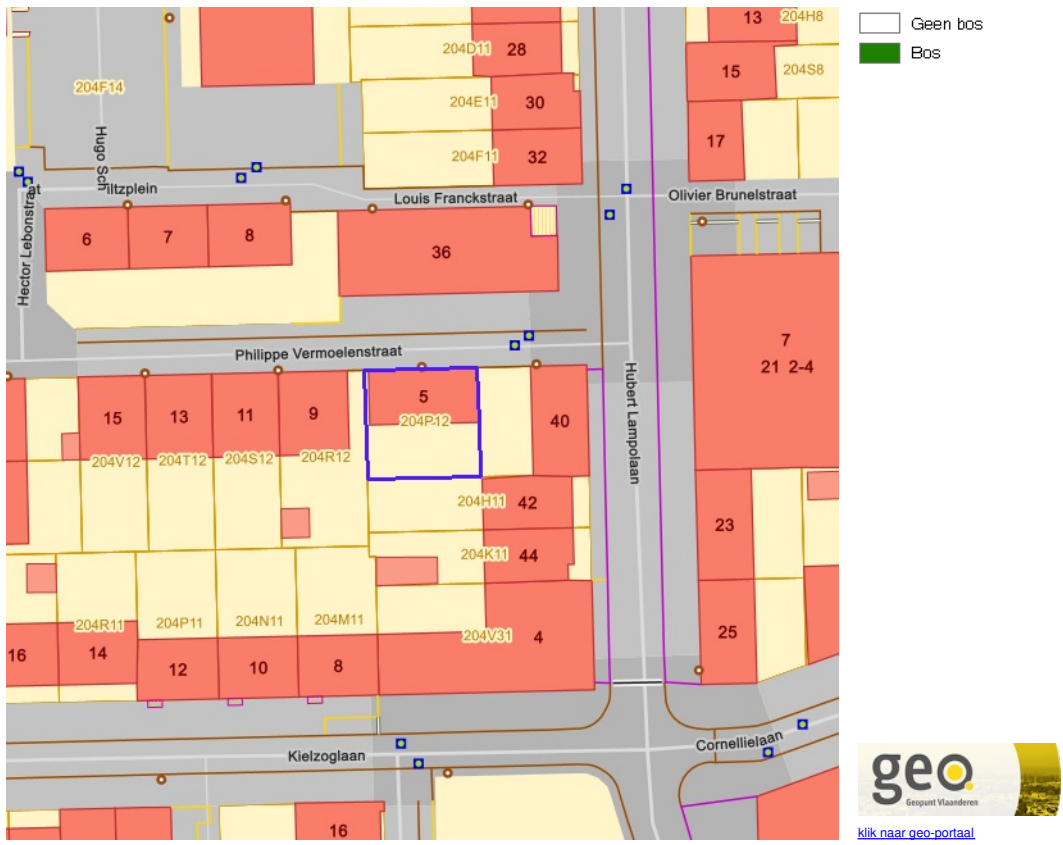 Geen bos
Bos
13
204H8
204D11
28
15
204S8
204F14
204E11
30
17
204F11
32
Hugo Sch
iltzplein
at
Hector Lebonstra
Louis Franckstraat
Olivier Brunelstraat
6
7
8
36
7
21 2-4
Philippe Vermoelenstraat
Hubert Lampolaan
15
13
11
9
5
204P12
40
204V12
204T12
204S12
204R12
204H11
42
23
204K11
44
204R11
204P11
204N11
204M11
204V31
4
25
16
14
12
10
8
Kielzoglaan
Cornellielaan
16
geo
Geopunt Vlaanderen
klik naar geo-portaal